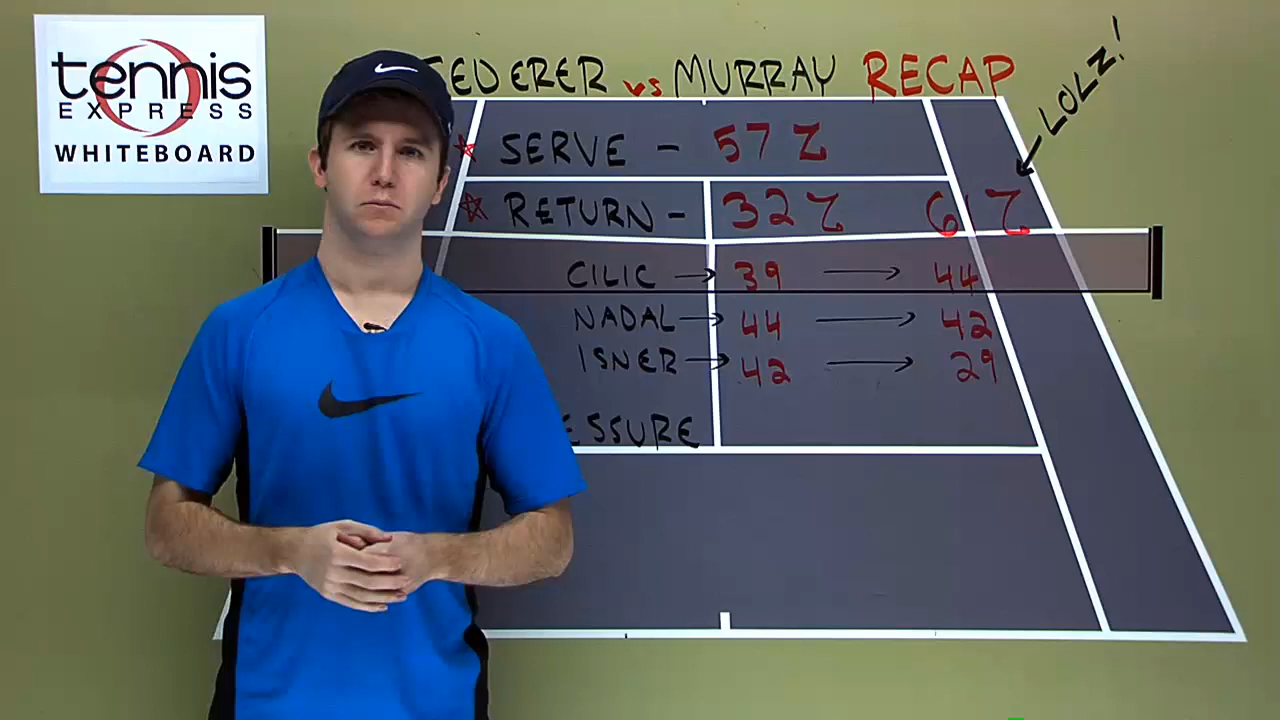 tennis
EXPRESS
WHITEBOARD
FEDERER vs MURRAY RECAP
LOLZ!
SERVE - 57%
RETURN - 32% 61%
CILIC → 39 → 44
NADAL → 44 → 42
ISNER → 42 → 29
ESSURE